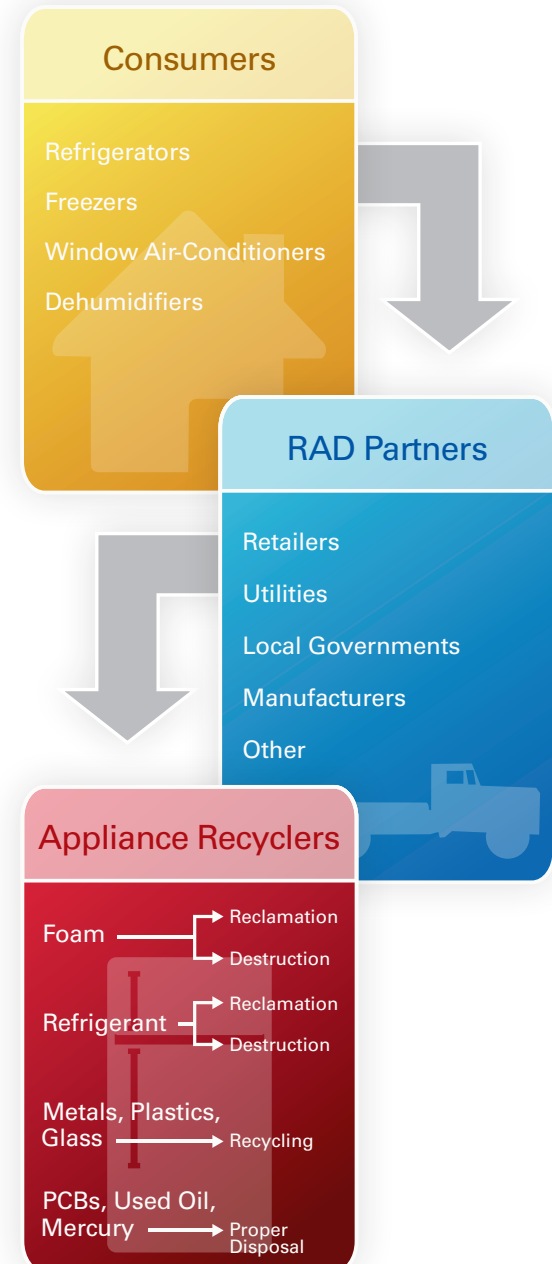 Consumers
Refrigerators
Freezers
Window Air-Conditioners
Dehumidifiers
RAD Partners
Retailers
Utilities
Local Governments
Manufacturers
Other
Appliance Recyclers
Foam
Reclamation
Destruction
Refrigerant
Reclamation
Destruction
Metals, Plastics,
Glass
Recycling
PCBs, Used Oil,
Mercury
Proper
Disposal